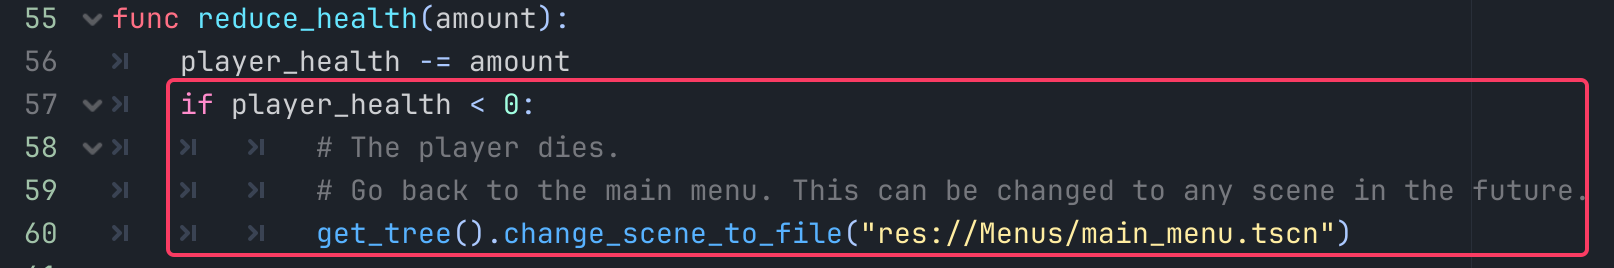 55 func reduce_health(amount):
56 player_health -= amount
57 if player_health < 0:
58 # The player dies.
59 # Go back to the main menu. This can be changed to any scene in the future.
60 get_tree().change_scene_to_file("res://Menus/main_menu.tscn")